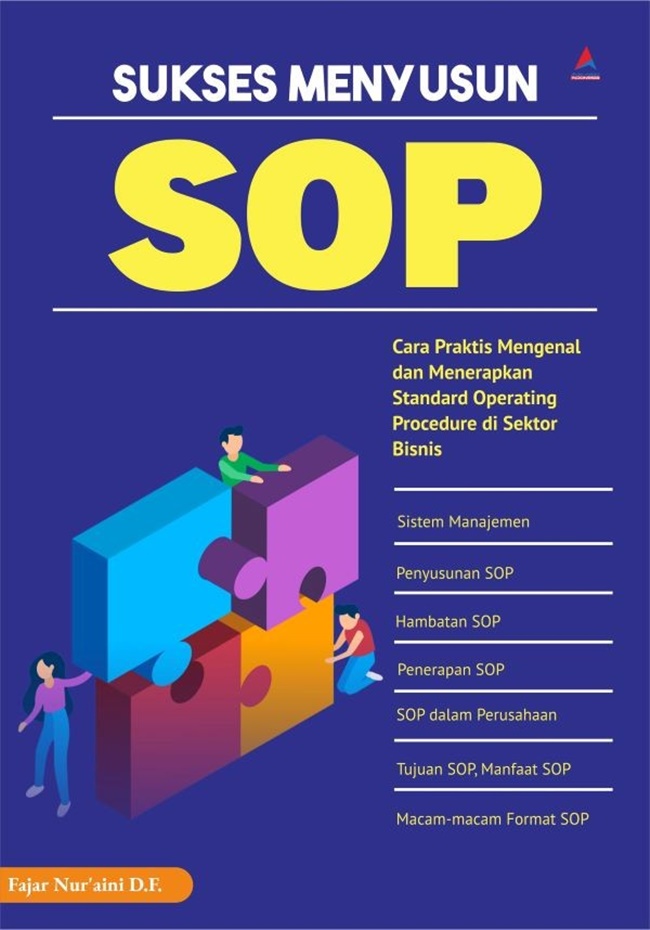 SUKSES MENYUSUN
SOP
Cara Praktis Mengenal
dan Menerapkan
Standard Operating
Procedure di Sektor
Bisnis
Sistem Manajemen
Penyusunan SOP
Hambatan SOP
Penerapan SOP
SOP dalam Perusahaan
Tujuan SOP, Manfaat SOP
Macam-macam Format SOP
Fajar Nur'aini D.F.